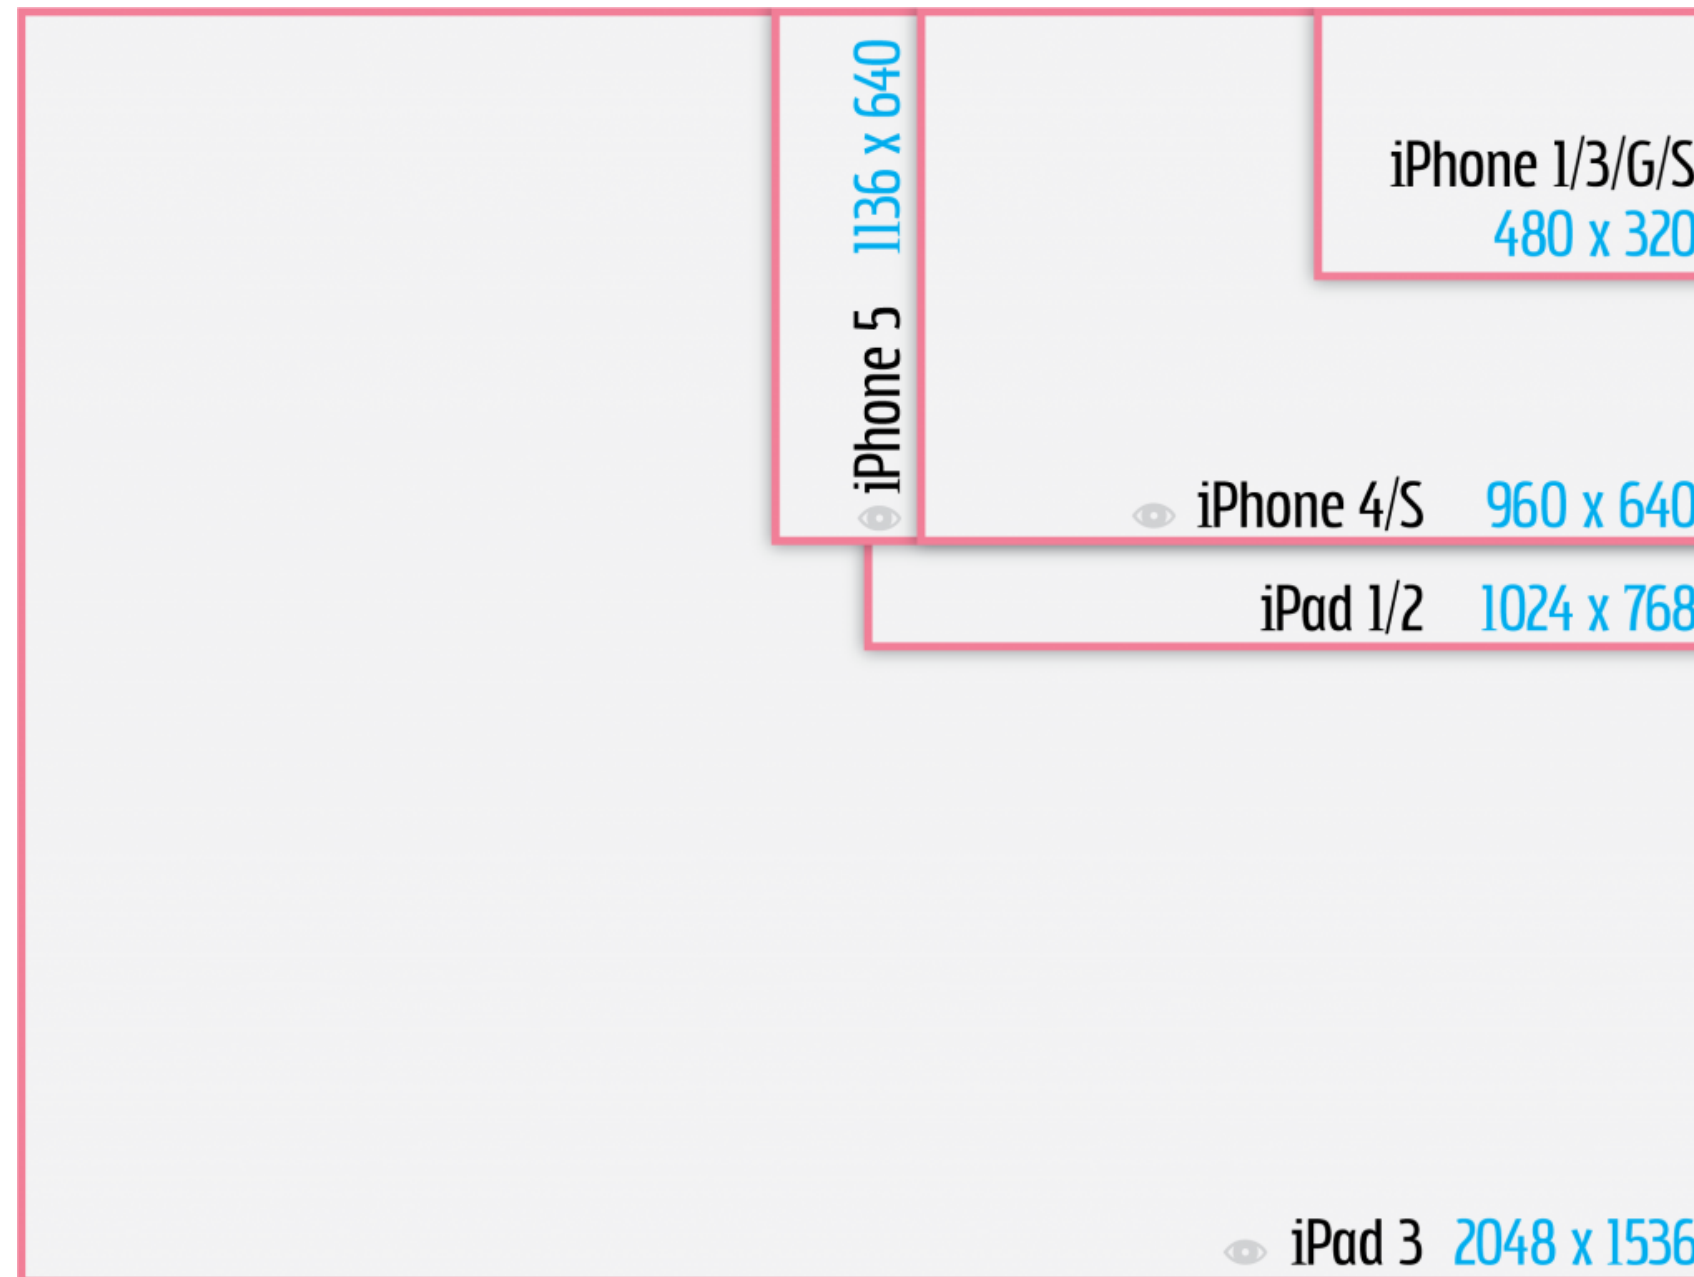 iPhone 5 1136 x 640
iPhone 1/3/G/S
480 x 320
iPhone 4/S 960 x 640
iPad 1/2 1024 x 768
iPad 3 2048 x 1536